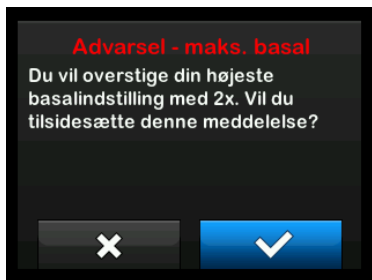 Advarsel - maks. basal
Du vil overstige din højeste
basalindstilling med 2x. Vil du
tilsidesætte denne meddelelse?